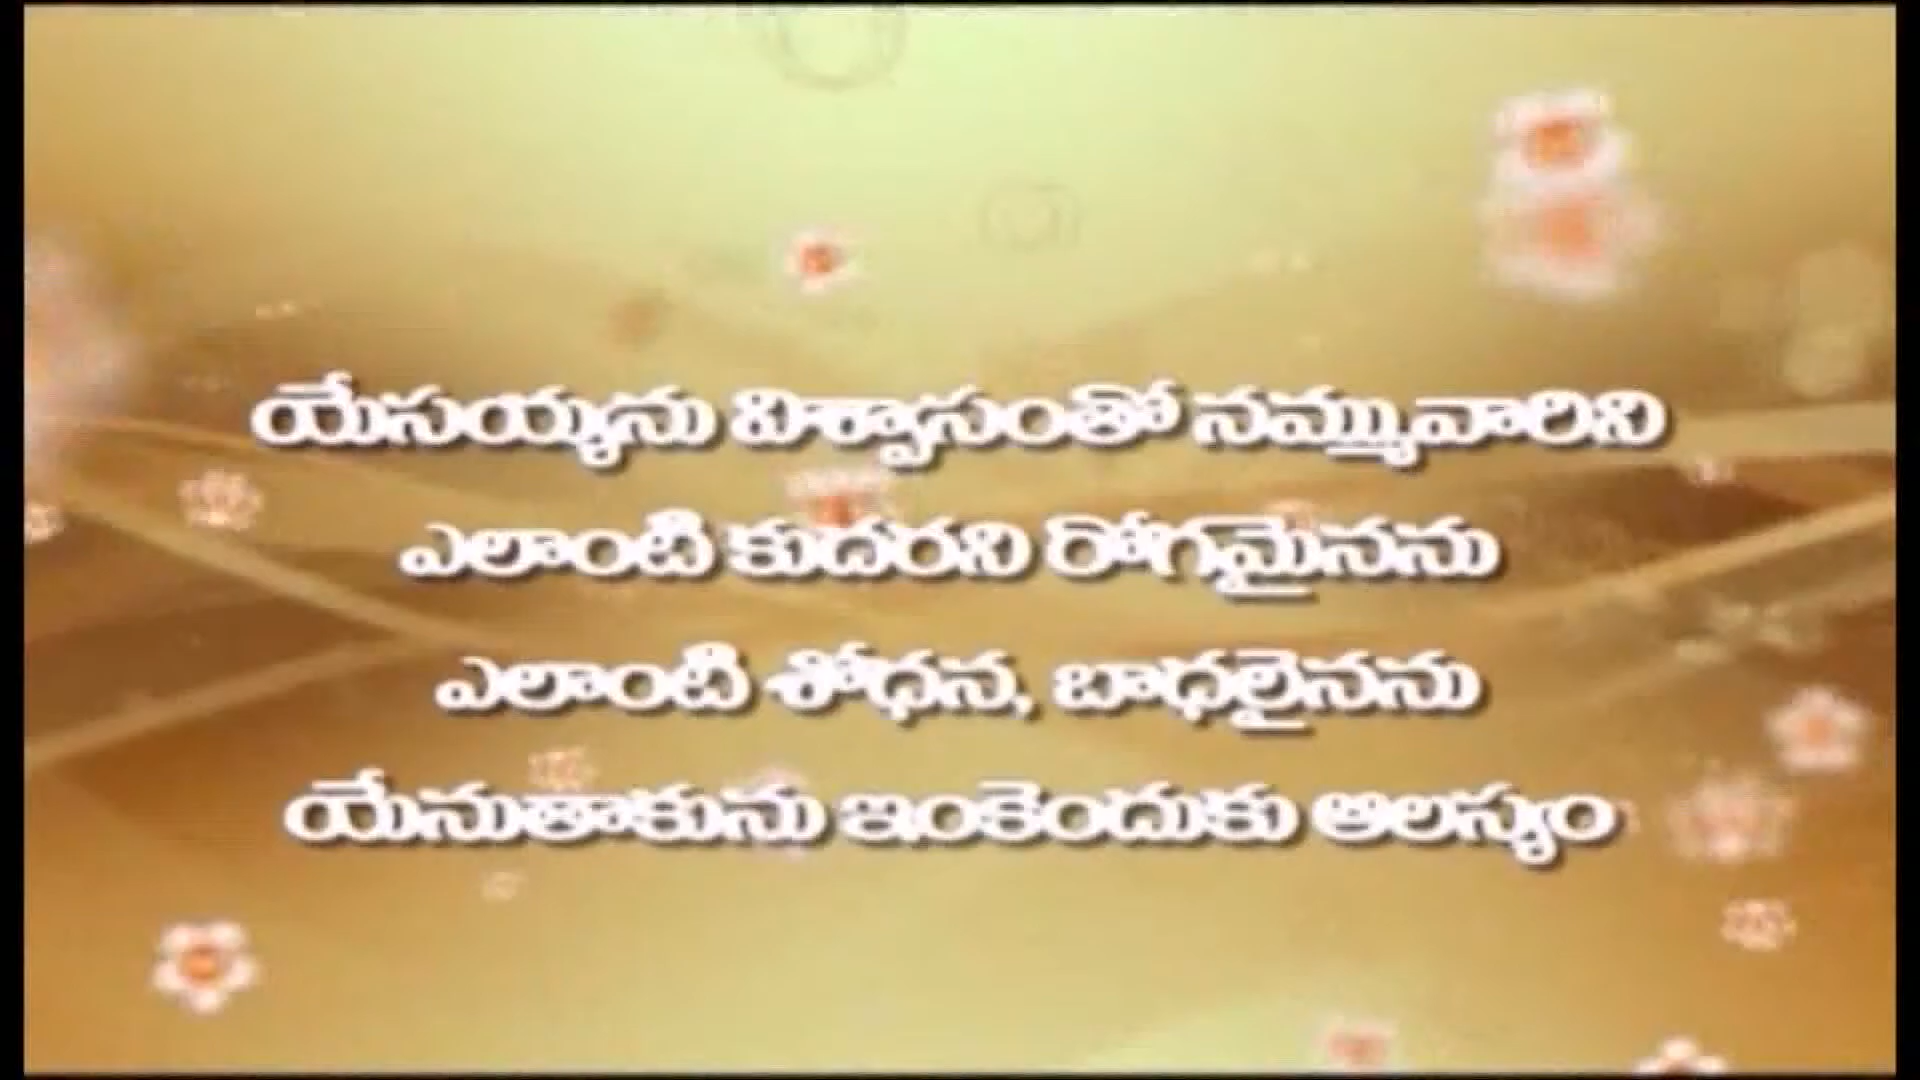 యేసయ్యను విశ్వాసంతో నమ్మువారిని
ఎలాంటి కుదరని రోగమైనను
ఎలాంటి శోధన, బాధలైనను
యేనుతాకును ఇంకెందుకు ఆలస్యం